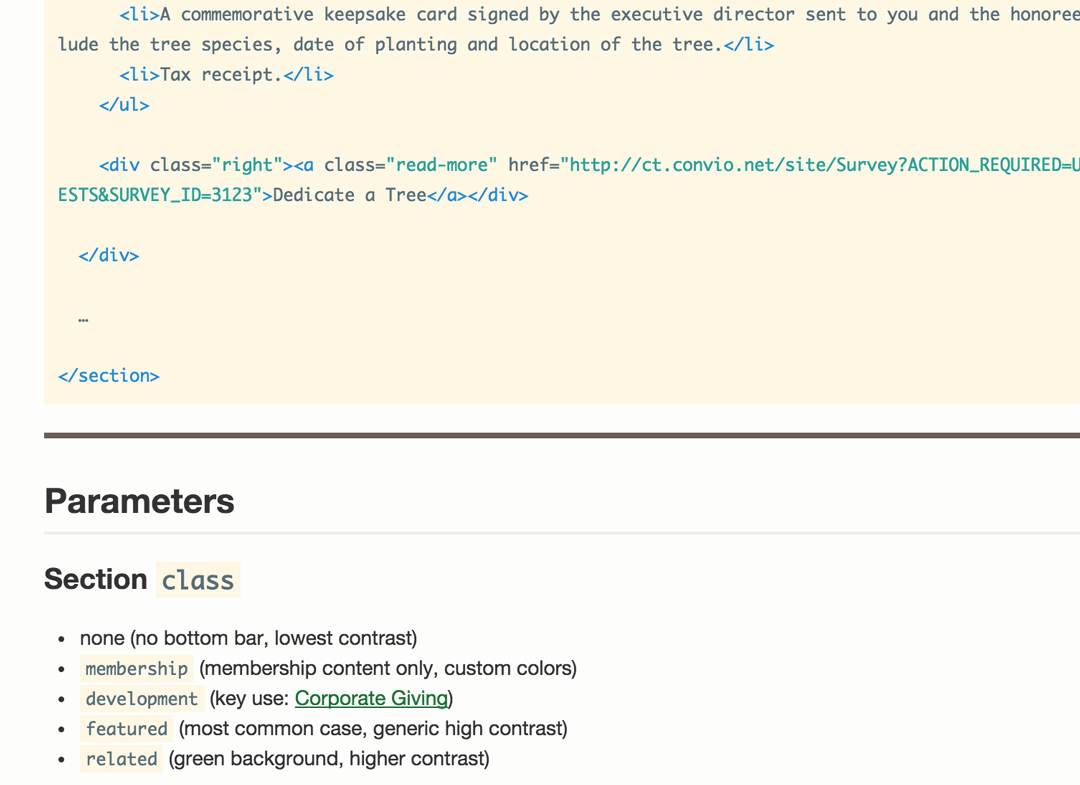 <li>A commemorative keepsake card signed by the executive director sent to you and the honoree
lude the tree species, date of planting and location of the tree.</li>
<li>Tax receipt.</li>
</ul>
<div class="right"><a class="read-more" href="http://ct.convio.net/site/Survey?ACTION_REQUIRED=U
ESTS&SURVEY_ID=3123">Dedicate a Tree</a></div>
</div>
…
</section>
Parameters
Section class
• none (no bottom bar, lowest contrast)
• membership (membership content only, custom colors)
• development (key use: Corporate Giving)
• featured (most common case, generic high contrast)
• related (green background, higher contrast)